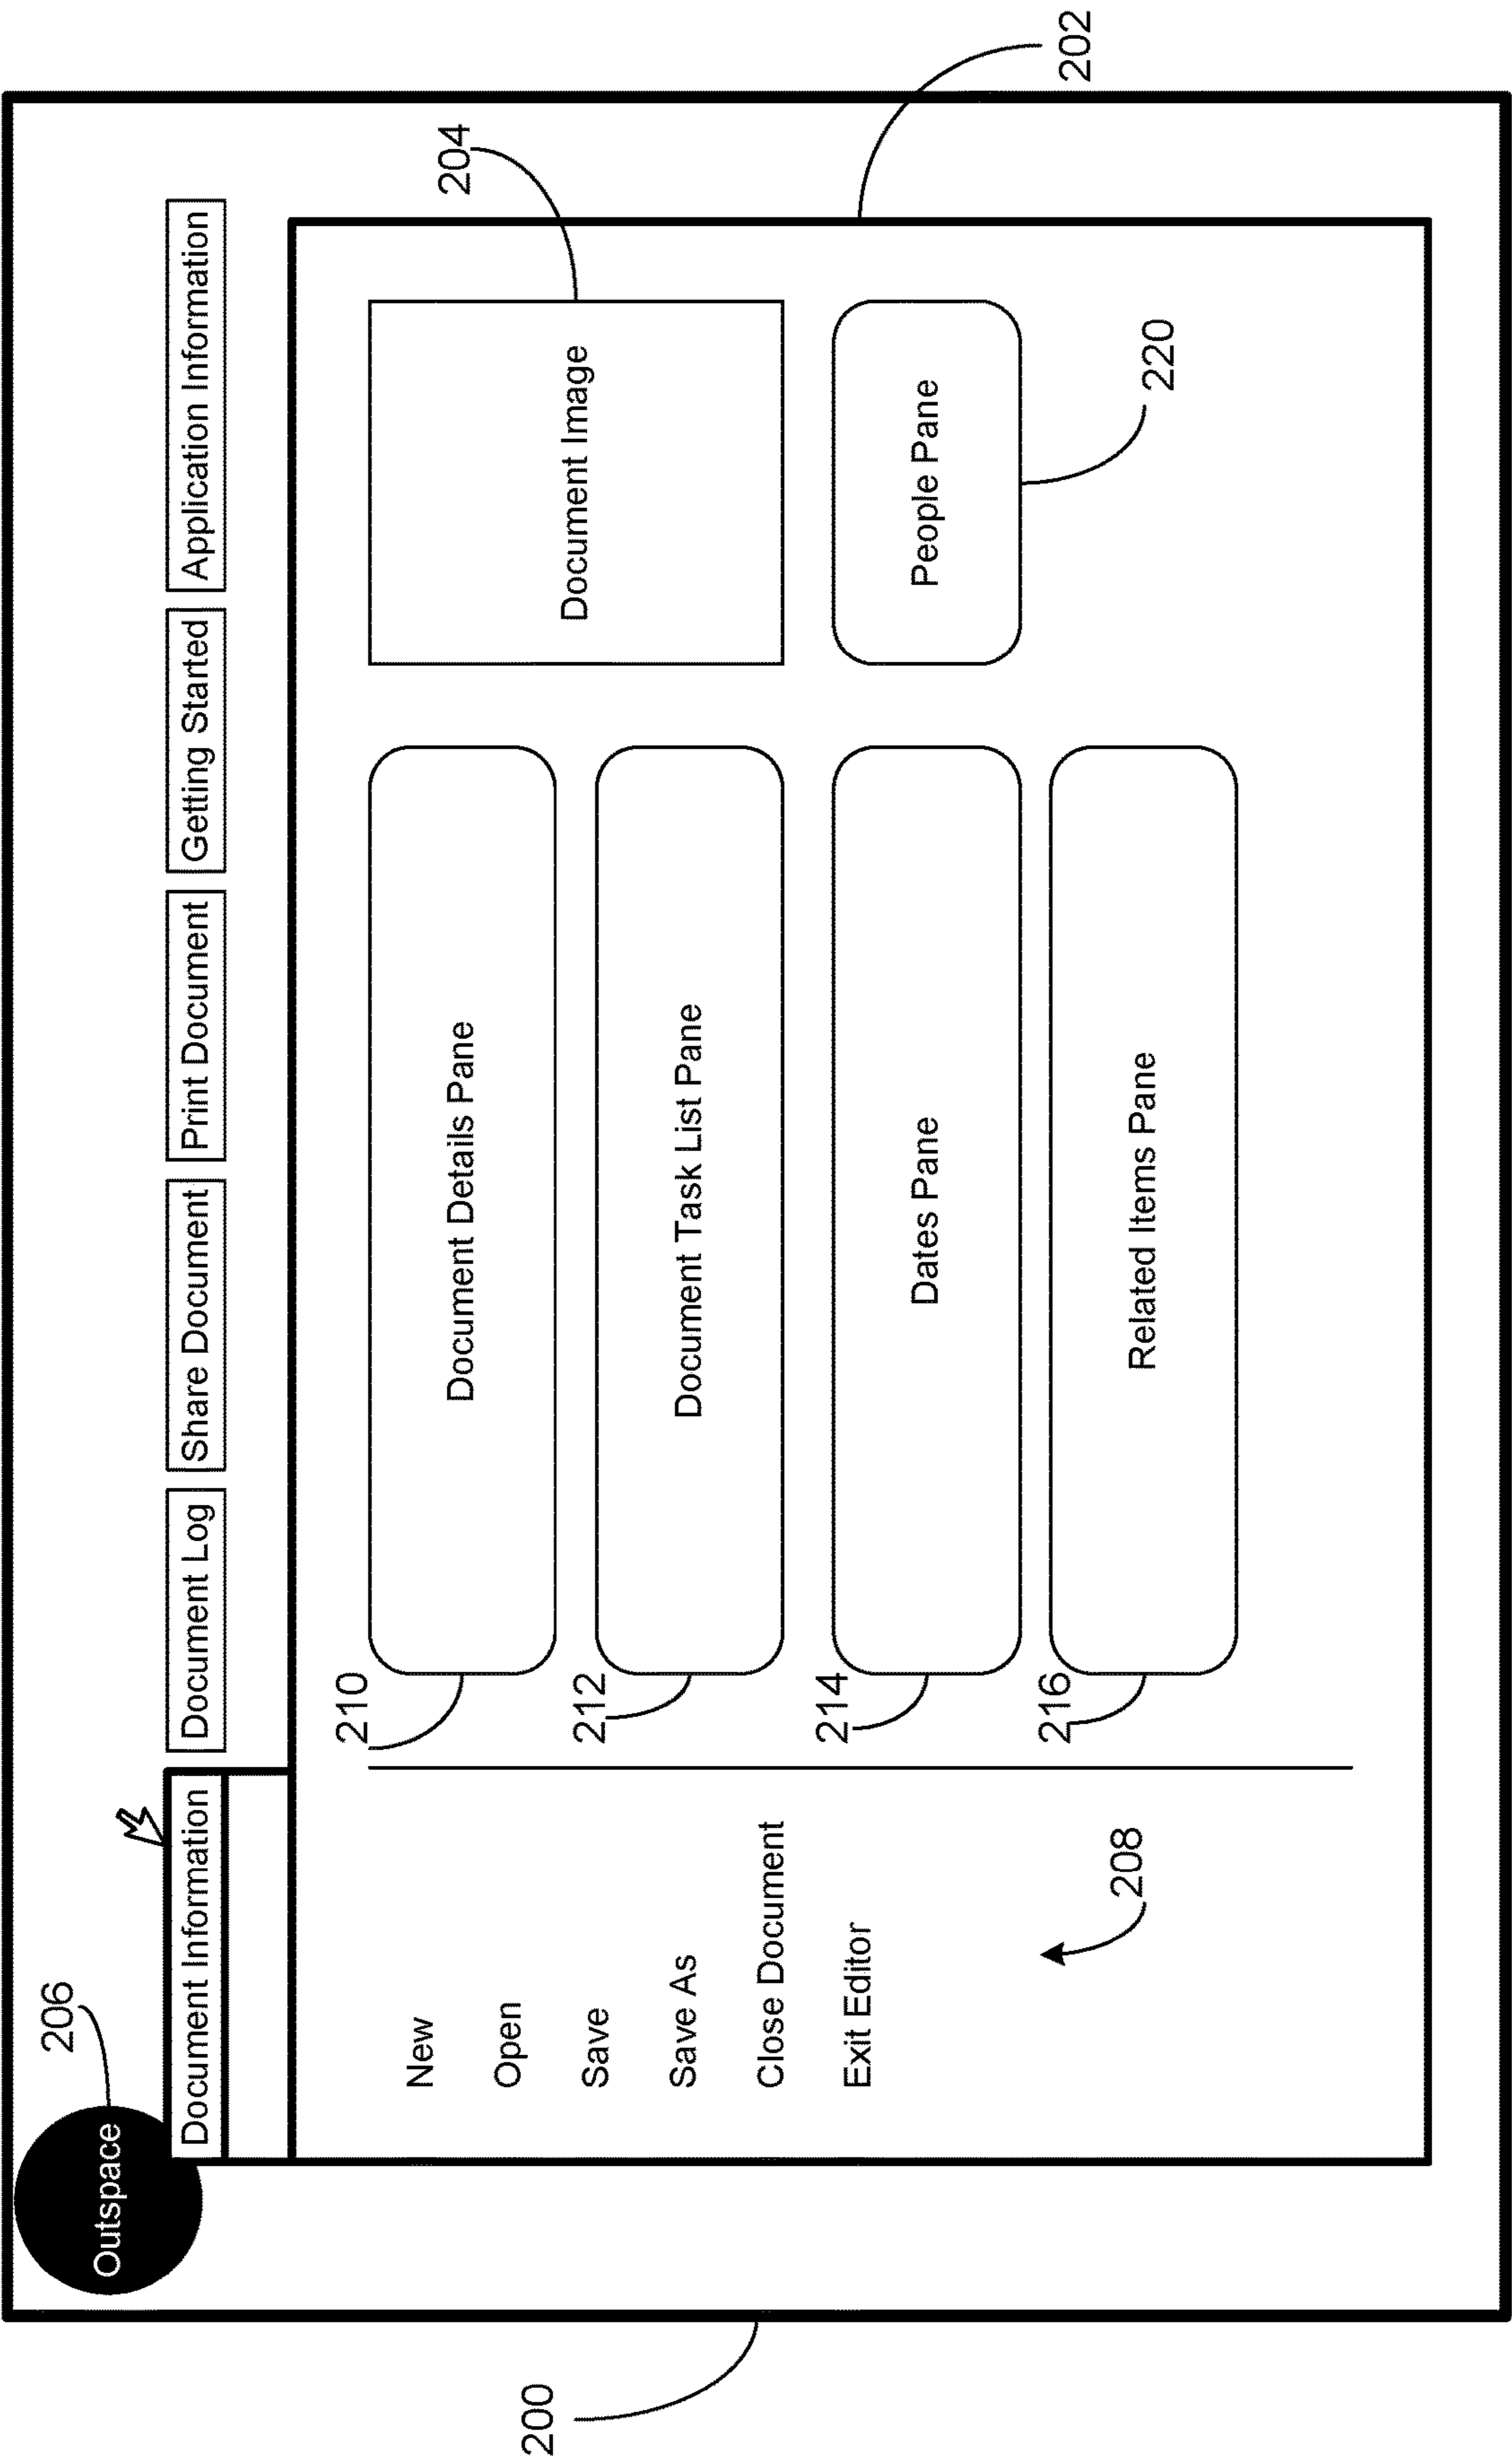 206
Outspace
Document Information
Document Log
Share Document
Print Document
Getting Started
Application Information
New
Open
Save
Save As
Close Document
Exit Editor
208
210
Document Details Pane
212
Document Task List Pane
214
Dates Pane
216
Related Items Pane
204
Document Image
People Pane
220
202
200